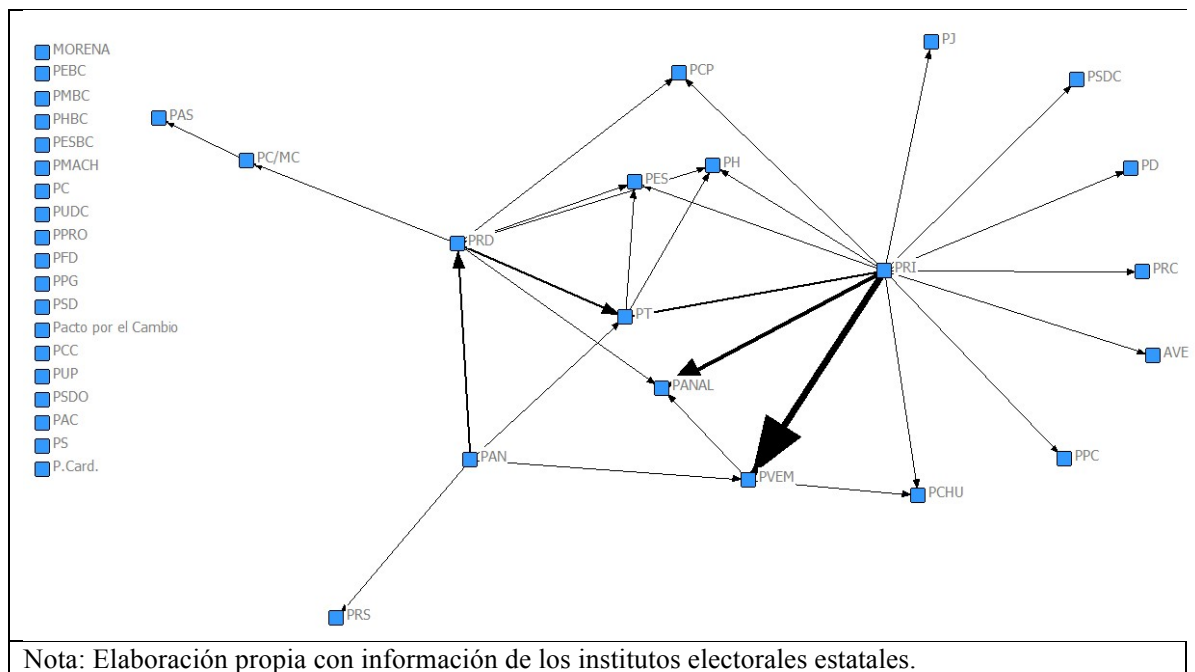 MORENA
PEBC
PMBC
PHBC
PESBC
PMACH
PC
PUDC
PPRO
PFD
PPG
PSD
Pacto por el Cambio
PCC
PUP
PSDO
PAC
PS
P.Card.
PAS
PC/MC
PRD
PAN
PRS
PCP
PES
PH
PT
PANAL
PVEM
PRI
PJ
PSDC
PD
PRC
AVE
PPC
PCHU
Nota: Elaboración propia con información de los institutos electorales estatales.